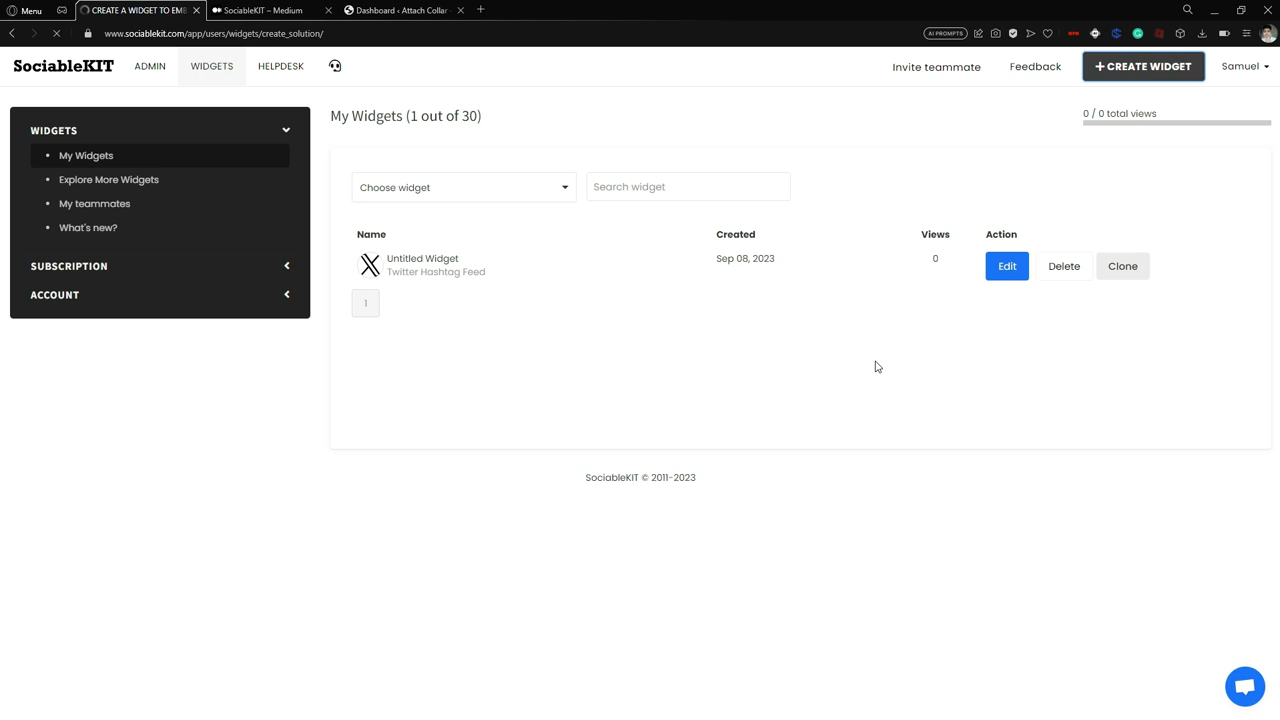 Menu
CREATE A WIDGET TO EMB
SociableKIT – Medium
Dashboard ‹ Attach Collar
www.sociablekit.com/app/users/widgets/create_solution/
AI PROMPTS
SociableKIT
ADMIN
WIDGETS
HELPDESK
Invite teammate
Feedback
+ CREATE WIDGET
Samuel
WIDGETS
• My Widgets
• Explore More Widgets
• My teammates
• What's new?
SUBSCRIPTION
ACCOUNT
My Widgets (1 out of 30)
0 / 0 total views
Choose widget
Search widget
Name Created Views Action
Untitled Widget Sep 08, 2023 0 Edit Delete Clone
Twitter Hashtag Feed
1
SociableKIT © 2011-2023